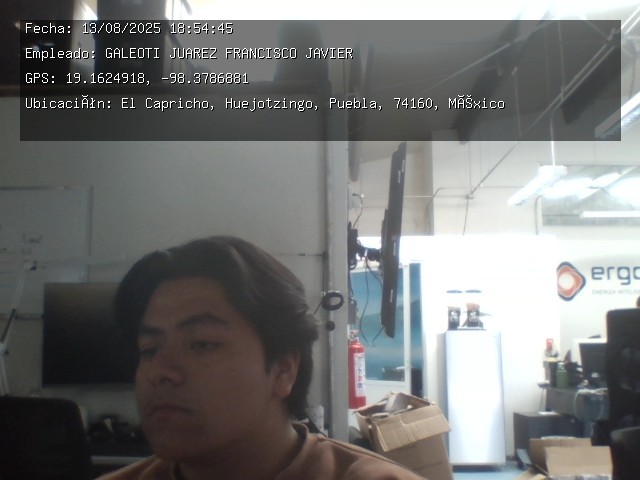 Fecha: 13/08/2025 18:54:45
Empleado: GALEOTI JUAREZ FRANCISCO JAVIER
GPS: 19.1624918, -98.3786881
UbicaciÃłn: El Capricho, Huejotzingo, Puebla, 74160, MÃ©xico
ergo